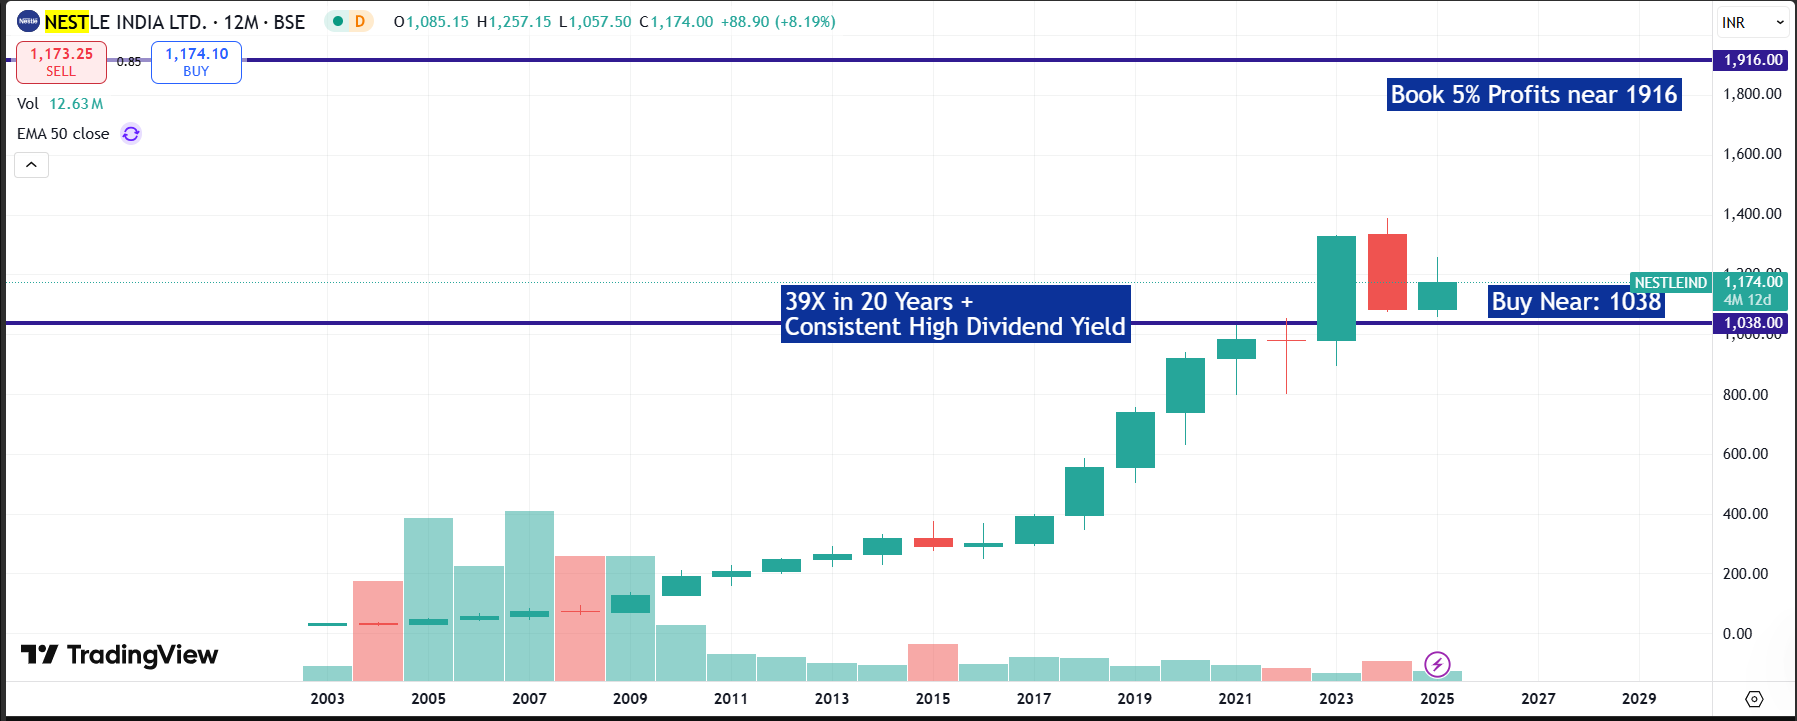 NESTLE INDIA LTD. · 12M · BSE D O1,085.15 H1,257.15 L1,057.50 C1,174.00 +88.90 (+8.19%)
INR
1,173.25
SELL
0.85
1,174.10
BUY
1,916.00
Vol 12.63M
Book 5% Profits near 1916
1,800.00
EMA 50 close
1,600.00
1,400.00
NESTLEIND 1,174.00
4M 12d
39X in 20 Years +
Consistent High Dividend Yield
Buy Near: 1038
1,038.00
1,000.00
800.00
600.00
400.00
200.00
0.00
TradingView
2003 2005 2007 2009 2011 2013 2015 2017 2019 2021 2023 2025 2027 2029